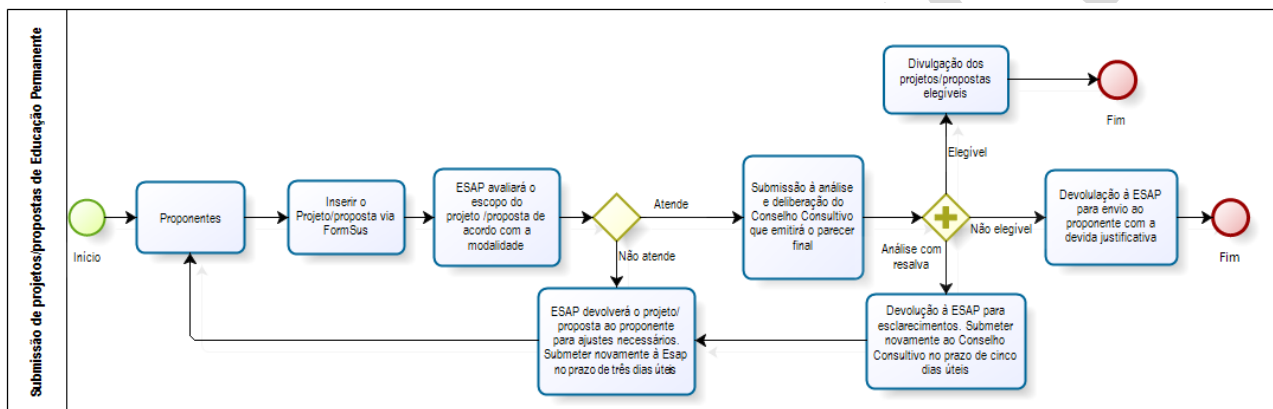 Submissão de projetos/propostas de Educação Permanente
Início
Proponentes
Inserir o
Projeto/proposta via
FormSus
ESAP avaliará o
escopo do
projeto /proposta de
acordo com a
modalidade
Atende
Não atende
ESAP devolverá o projeto/
proposta ao proponente
para ajustes necessários.
Submeter novamente à Esap
no prazo de três dias úteis
Submissão à análise
e deliberação do
Conselho Consultivo
que emitirá o parecer
final
Elegível
Não elegível
Análise com
resalva
Divulgação dos
projetos/propostas
elegíveis
Fim
Devolulação à ESAP
para envio ao
proponente com a
devida justificativa
Fim
Devolução à ESAP para
esclarecimentos. Submeter
novamente ao Conselho
Consultivo no prazo de cinco
dias úteis